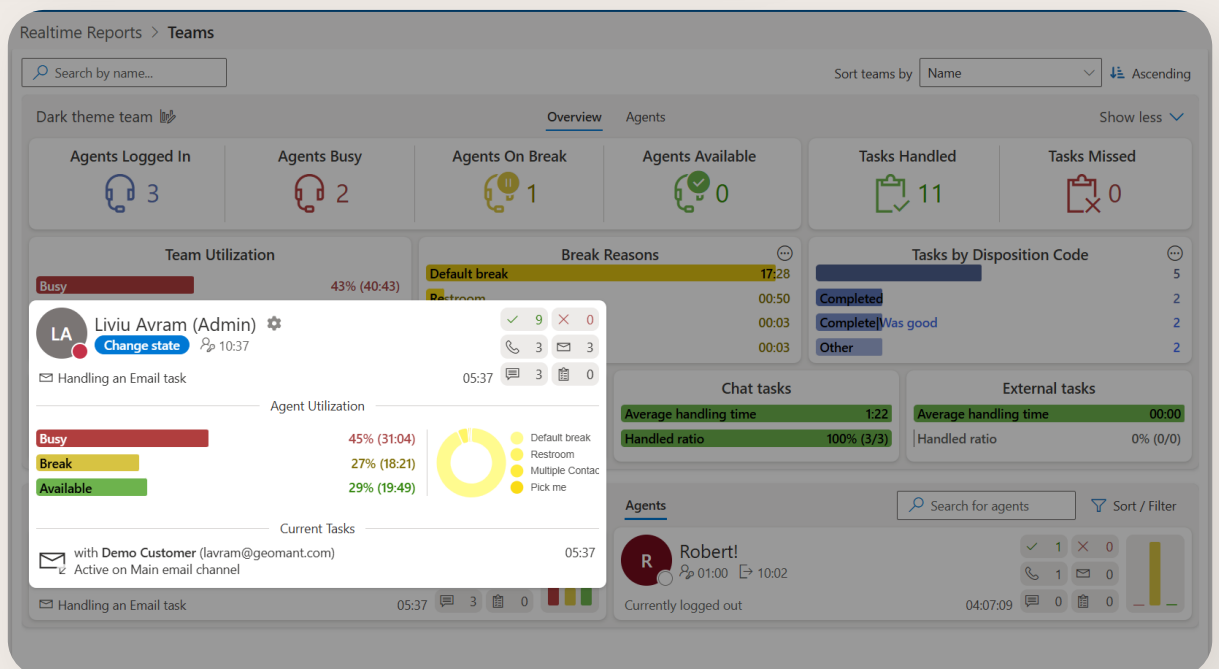 Realtime Reports > Teams
Search by name...
Sort teams by
Name
Ascending
Dark theme team
Overview
Agents
Show less
Agents Logged In
3
Agents Busy
2
Agents On Break
1
Agents Available
0
Tasks Handled
11
Tasks Missed
0
Team Utilization
Busy
43% (40:43)
Break Reasons
Default break
17:28
Restroom
00:50
00:03
00:03
Tasks by Disposition Code
5
Completed
2
Complete|Was good
2
Other
2
LA
Liviu Avram (Admin)
Change state
10:37
Handling an Email task
05:37
9
0
3
3
3
0
Agent Utilization
Busy
45% (31:04)
Break
27% (18:21)
Available
29% (19:49)
Default break
Restroom
Multiple Contac
Pick me
Current Tasks
with Demo Customer (lavram@geomant.com)
05:37
Active on Main email channel
Handling an Email task
05:37
3
0
Chat tasks
Average handling time
1:22
Handled ratio
100% (3/3)
External tasks
Average handling time
00:00
Handled ratio
0% (0/0)
Agents
Search for agents
Sort / Filter
R
Robert!
01:00
10:02
Currently logged out
04:07:09
1
0
1
0
0
0